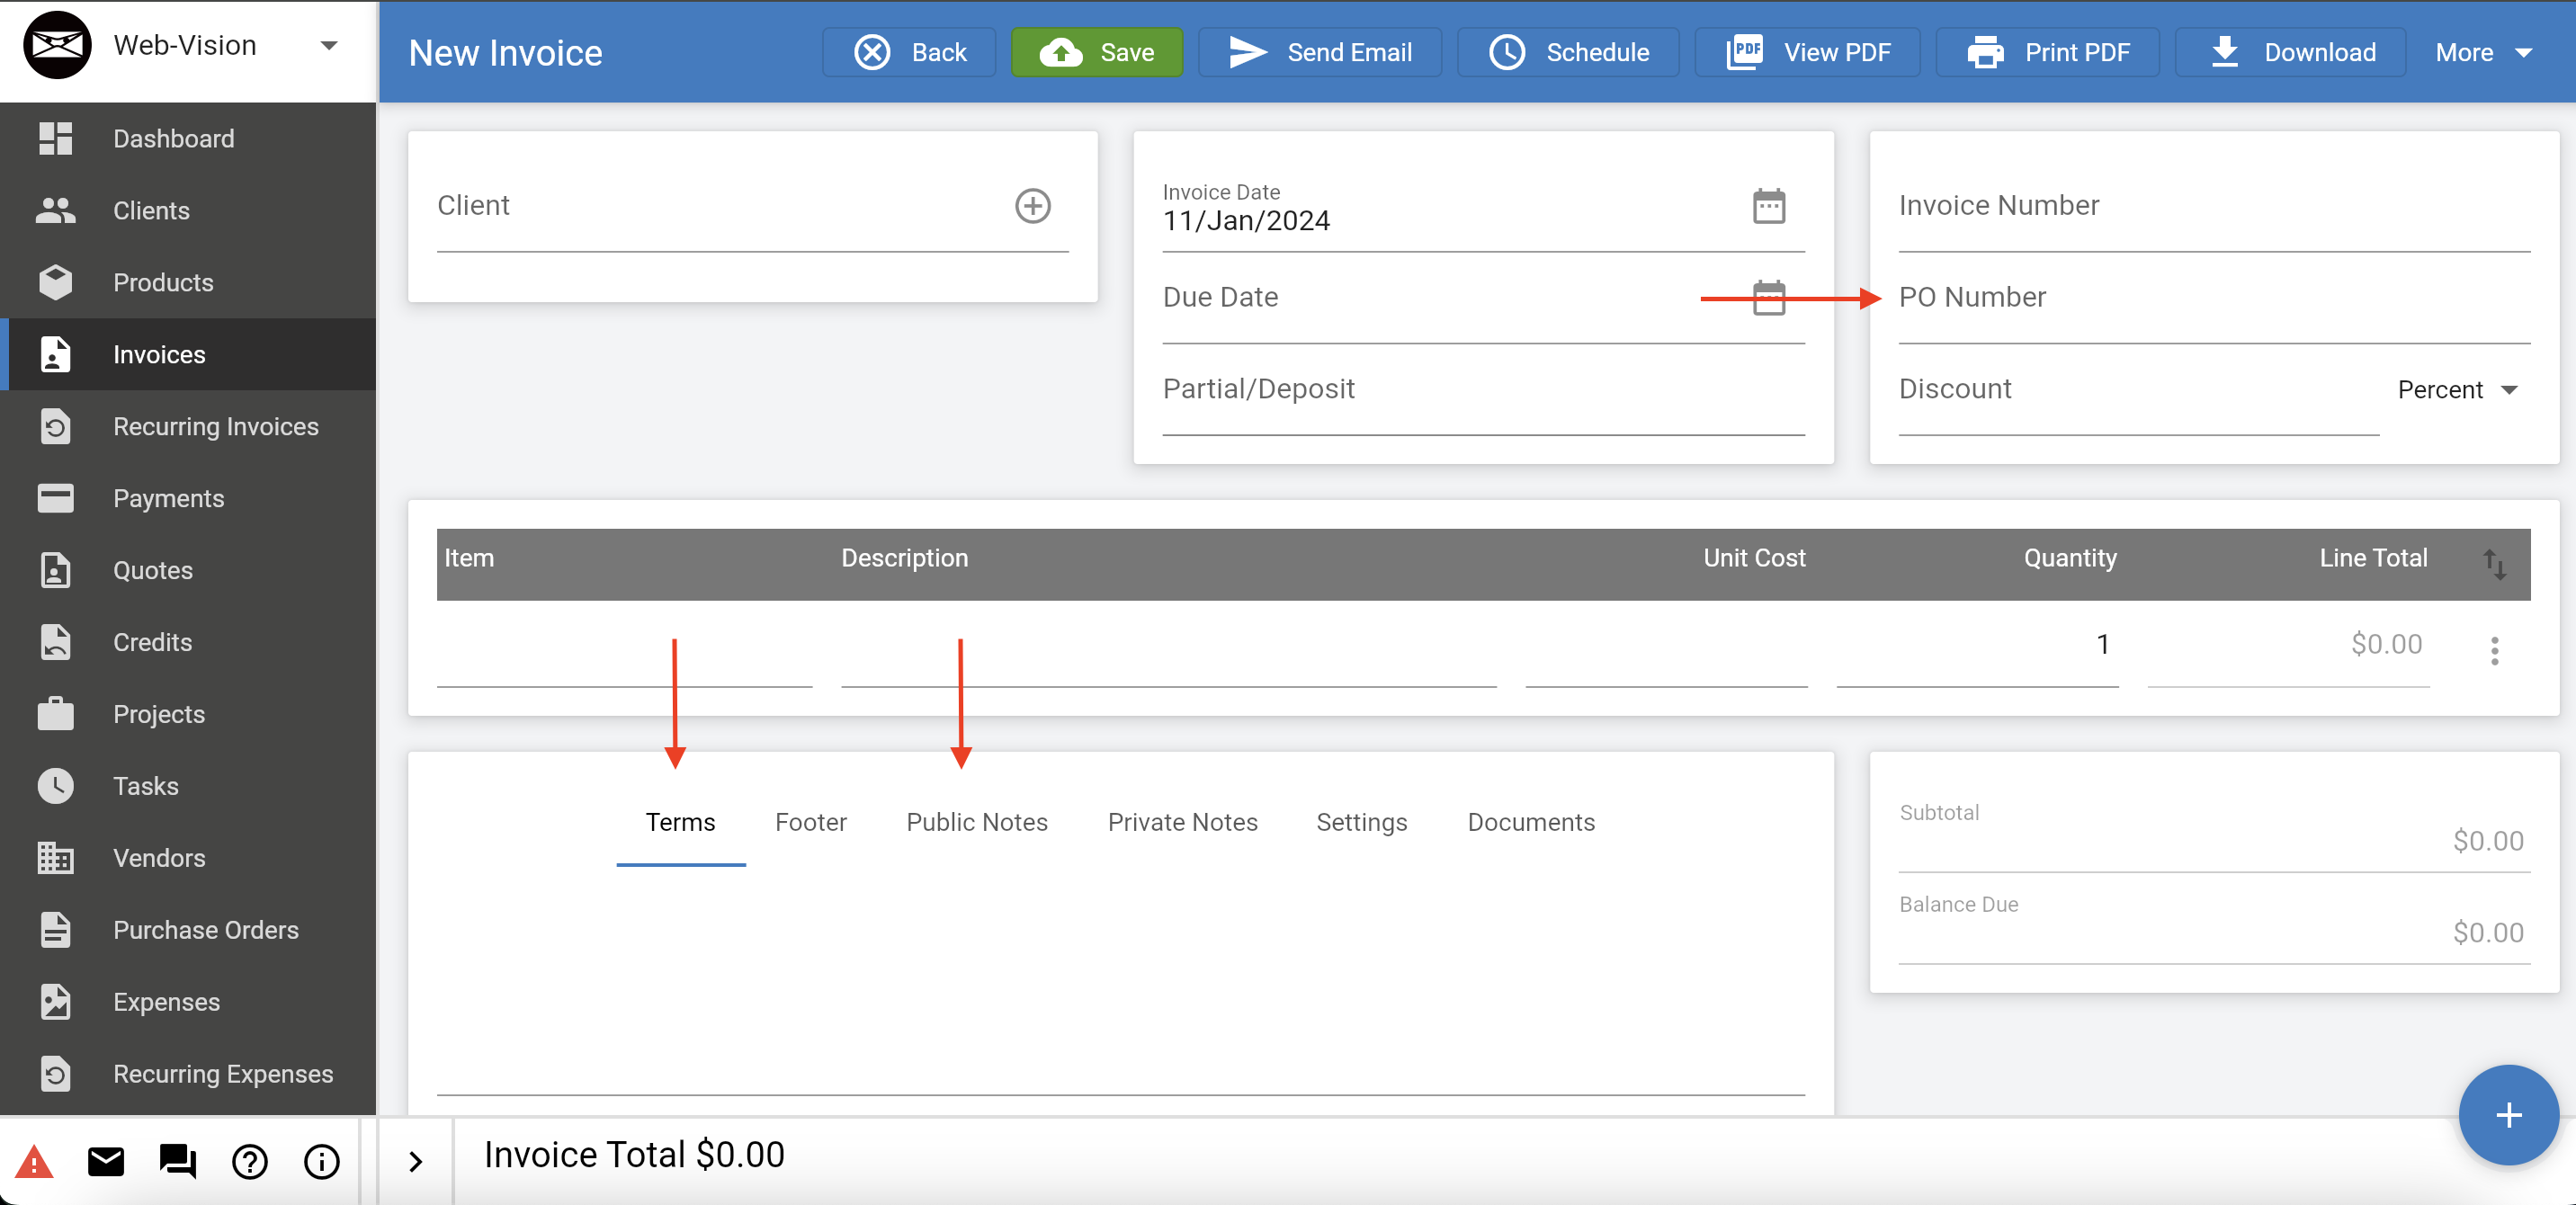 Web-Vision
New Invoice
Back
Save
Send Email
Schedule
PDF
View PDF
Print PDF
Download
More
Dashboard
Clients
Products
Invoices
Recurring Invoices
Payments
Quotes
Credits
Projects
Tasks
Vendors
Purchase Orders
Expenses
Recurring Expenses
Client
Invoice Date
11/Jan/2024
Due Date
Partial/Deposit
Invoice Number
PO Number
Discount
Percent
Item
Description
Unit Cost
Quantity
Line Total
1
$0.00
Terms
Footer
Public Notes
Private Notes
Settings
Documents
Subtotal
$0.00
Balance Due
$0.00
Invoice Total $0.00